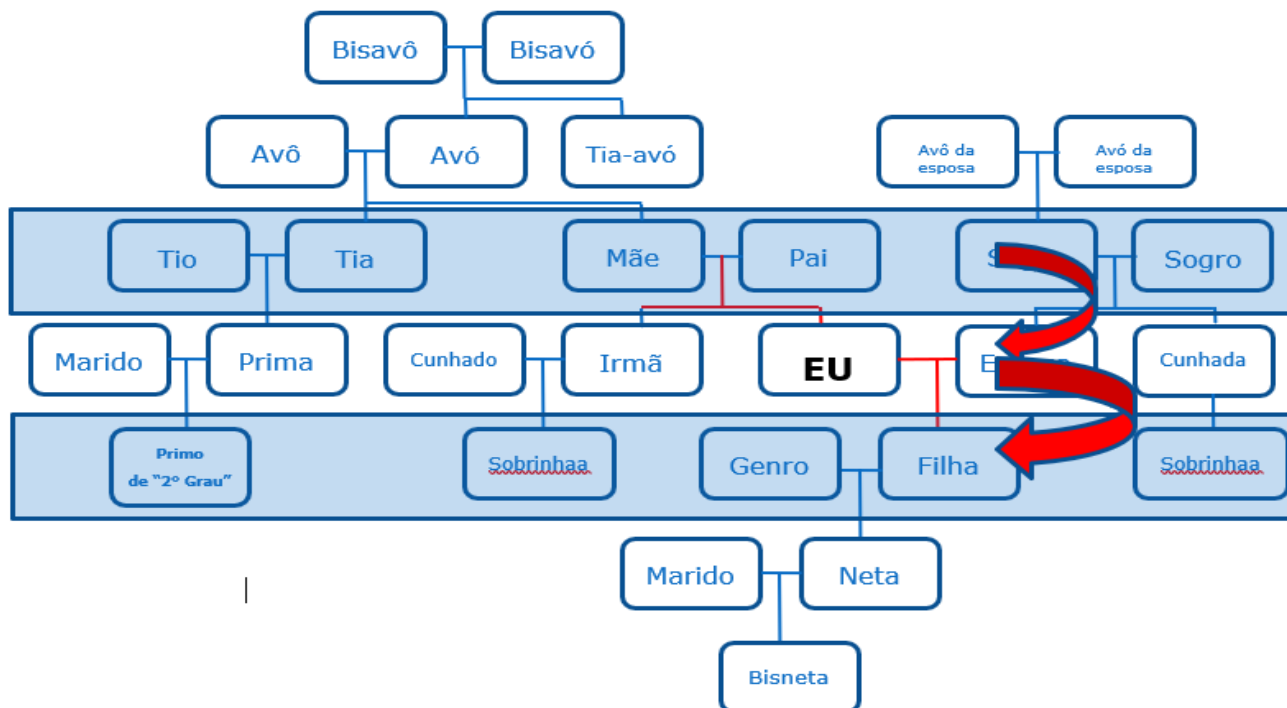 Bisavô
Bisavó
Avô
Avó
Tia-avó
Avô da
esposa
Avó da
esposa
Tio
Tia
Mãe
Pai
Sogro
Marido
Prima
Cunhado
Irmã
EU
Cunhada
Primo
de "2º Grau"
Sobrinhaa
Genro
Filha
Sobrinhaa
Marido
Neta
Bisneta